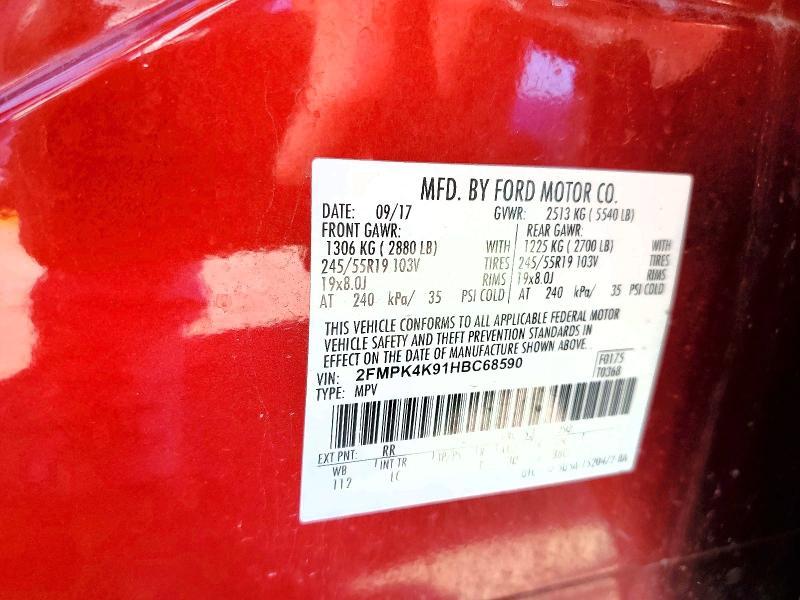 MFD. BY FORD MOTOR CO.
DATE: 09/17 GVWR: 2513 KG ( 5540 LB)
FRONT GAWR: REAR GAWR:
1306 KG ( 2880 LB) WITH 1225 KG ( 2700 LB) WITH
245/55R19 103V TIRES 245/55R19 103V TIRES
19x8.0J RIMS 19x8.0J RIMS
AT 240 kPa/ 35 PSI COLD AT 240 kPa/ 35 PSI COLD
THIS VEHICLE CONFORMS TO ALL APPLICABLE FEDERAL MOTOR
VEHICLE SAFETY AND THEFT PREVENTION STANDARDS IN
EFFECT ON THE DATE OF MANUFACTURE SHOWN ABOVE.
VIN: 2FMPK4K91HBC68590 F0175
TYPE: MPV T0368
EXT PNT: RR
WB INT TR
112 LC